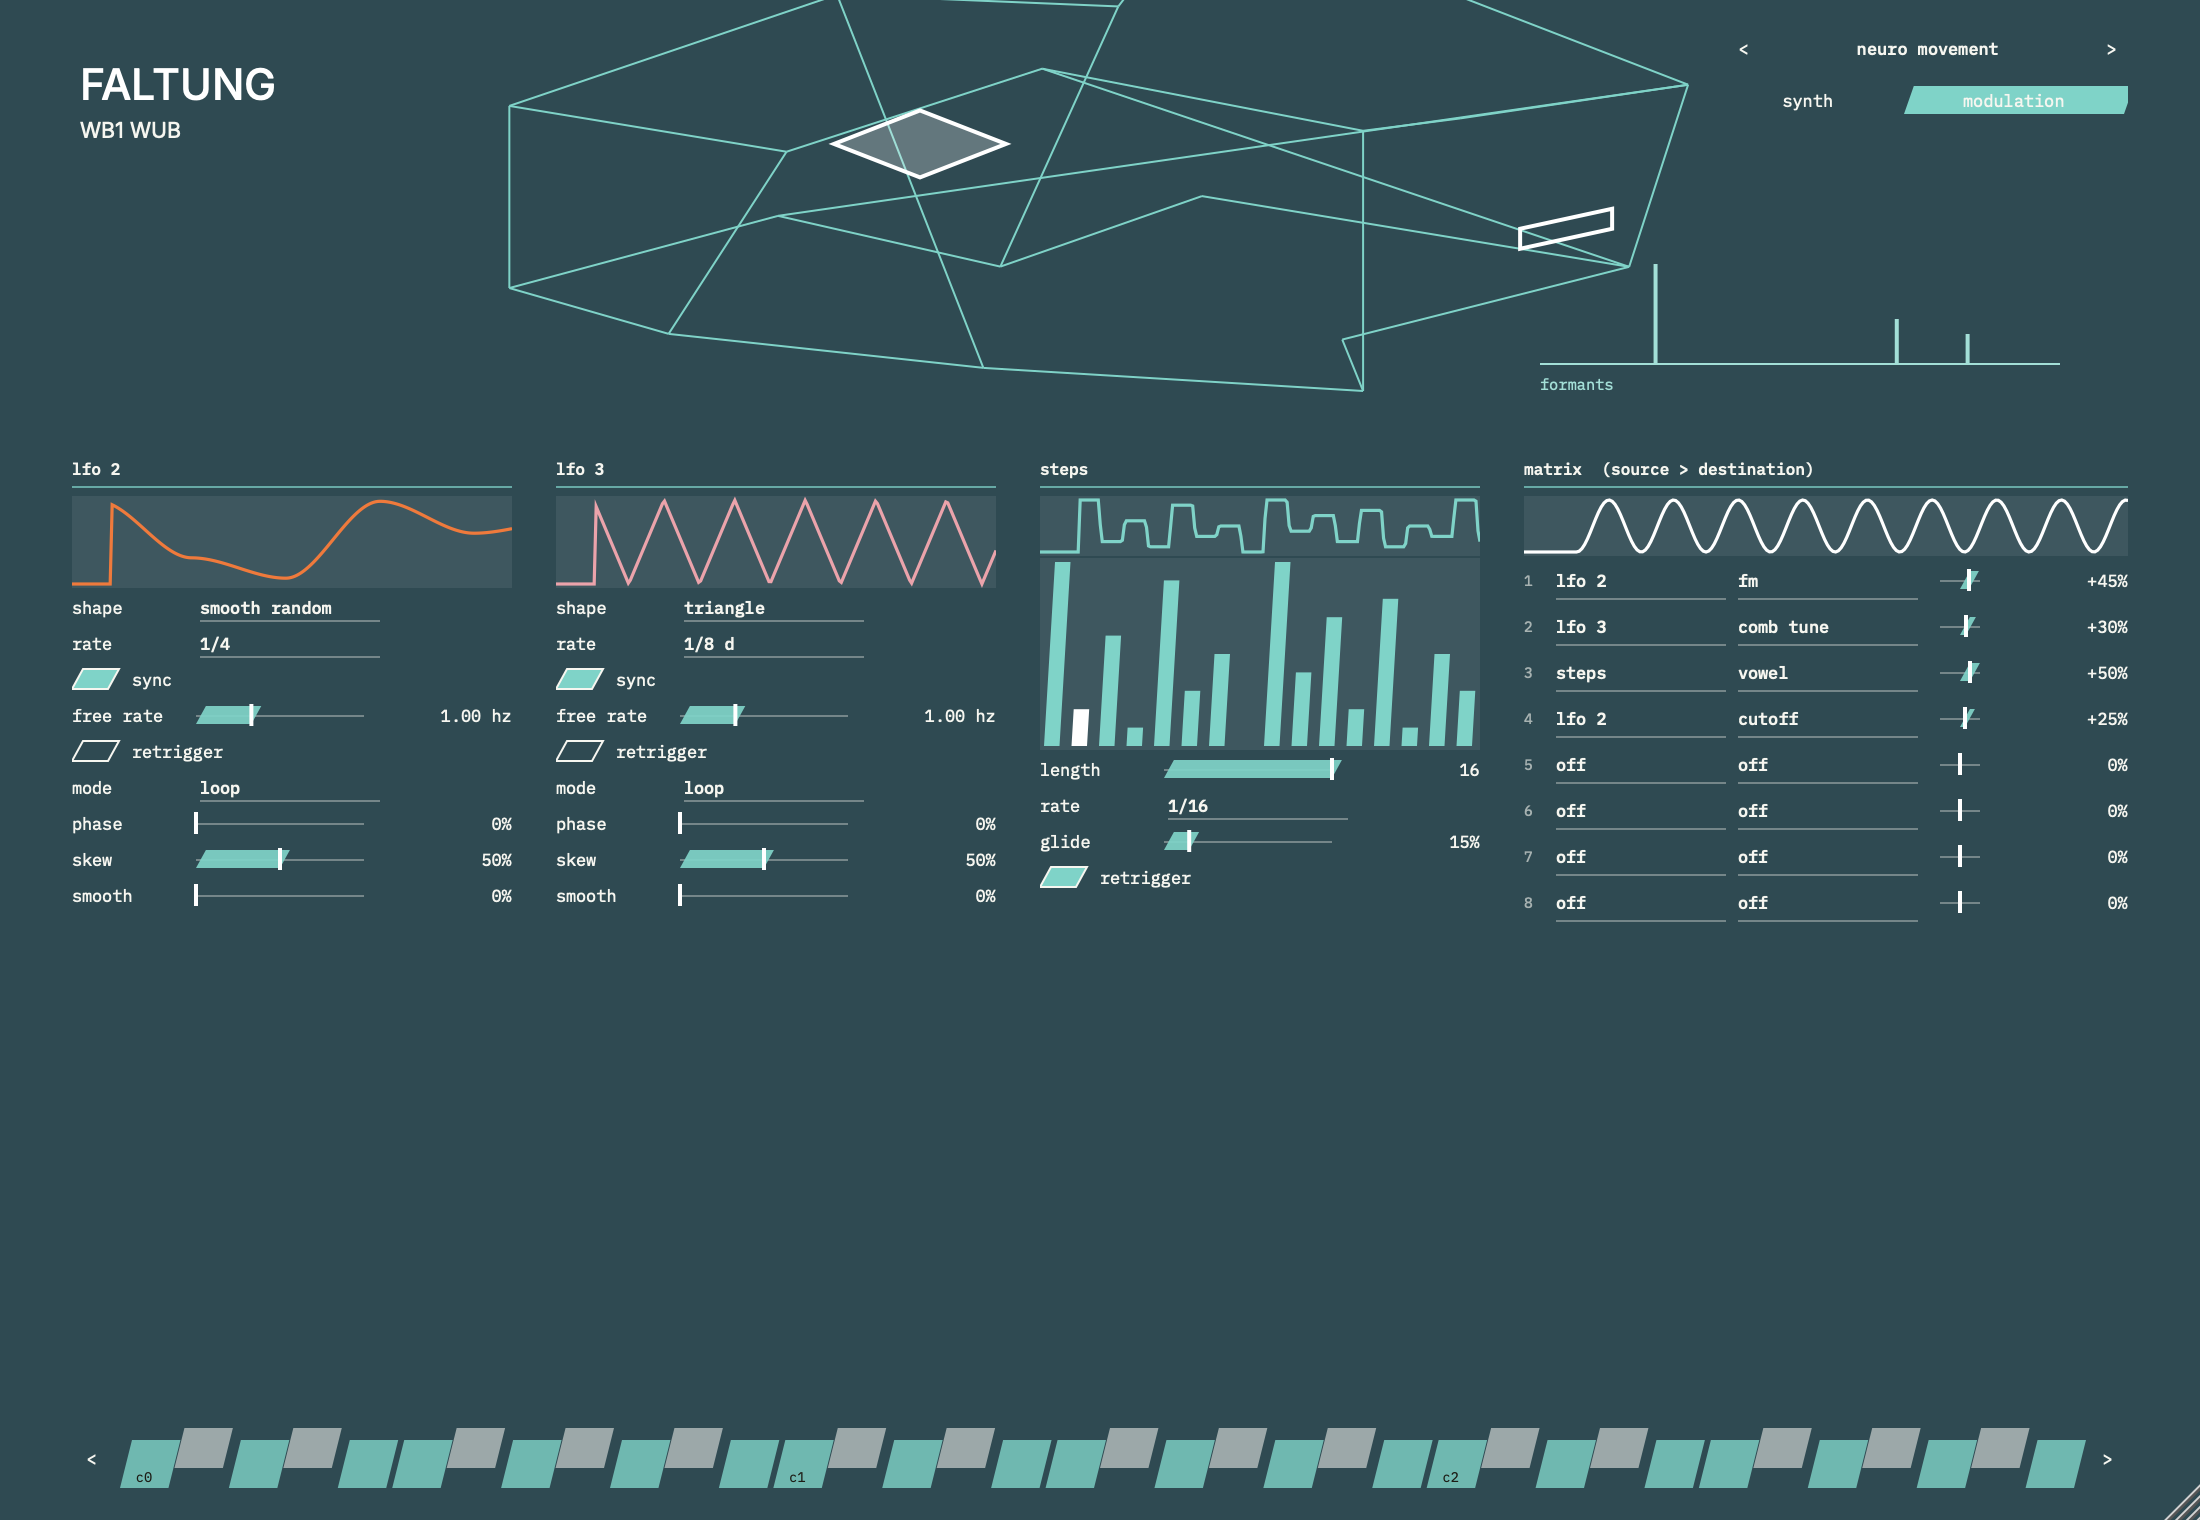 FALTUNG
WB1 WUB
< neuro movement >
synth modulation
formants
lfo 2
shape smooth random
rate 1/4
sync
free rate 1.00 hz
retrigger
mode loop
phase 0%
skew 50%
smooth 0%
lfo 3
shape triangle
rate 1/8 d
sync
free rate 1.00 hz
retrigger
mode loop
phase 0%
skew 50%
smooth 0%
steps
length 16
rate 1/16
glide 15%
retrigger
matrix (source > destination)
1 lfo 2 fm +45%
2 lfo 3 comb tune +30%
3 steps vowel +50%
4 lfo 2 cutoff +25%
5 off off 0%
6 off off 0%
7 off off 0%
8 off off 0%
< c0 c1 c2 >